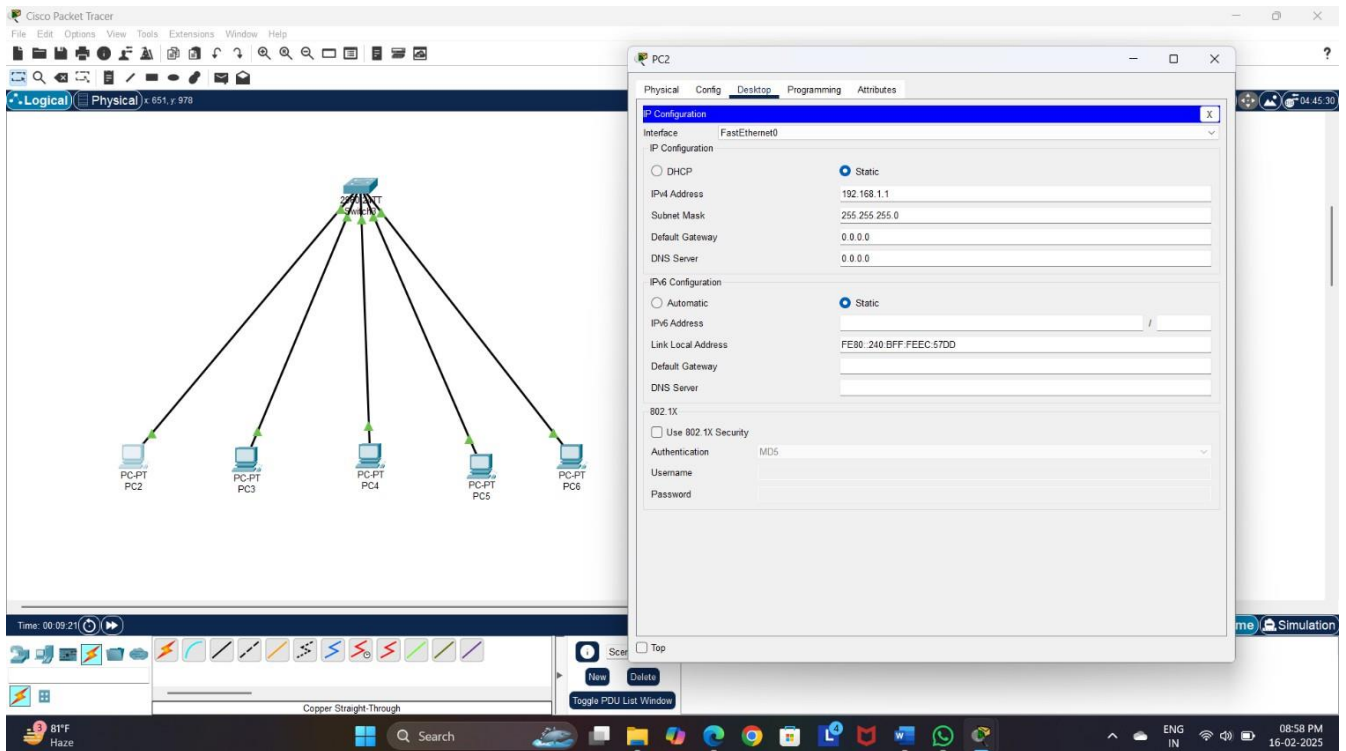 Cisco Packet Tracer
File Edit Options View Tools Extensions Window Help
?
Logical Physical x: 651, y: 978
04:45:30
Switch3
PC-PT
PC2
PC-PT
PC3
PC-PT
PC4
PC-PT
PC5
PC-PT
PC6
PC2
Physical Config Desktop Programming Attributes
IP Configuration X
Interface FastEthernet0
IP Configuration
DHCP Static
IPv4 Address 192.168.1.1
Subnet Mask 255.255.255.0
Default Gateway 0.0.0.0
DNS Server 0.0.0.0
IPv6 Configuration
Automatic Static
IPv6 Address /
Link Local Address FE80::240:BFF:FEEC:57DD
Default Gateway
DNS Server
802.1X
Use 802.1X Security
Authentication MD5
Username
Password
Top
Time: 00:09:21
me Simulation
Scer
New Delete
Toggle PDU List Window
Copper Straight-Through
3
81°F
Haze
Search
ENG
IN
08:58 PM
16-02-2025